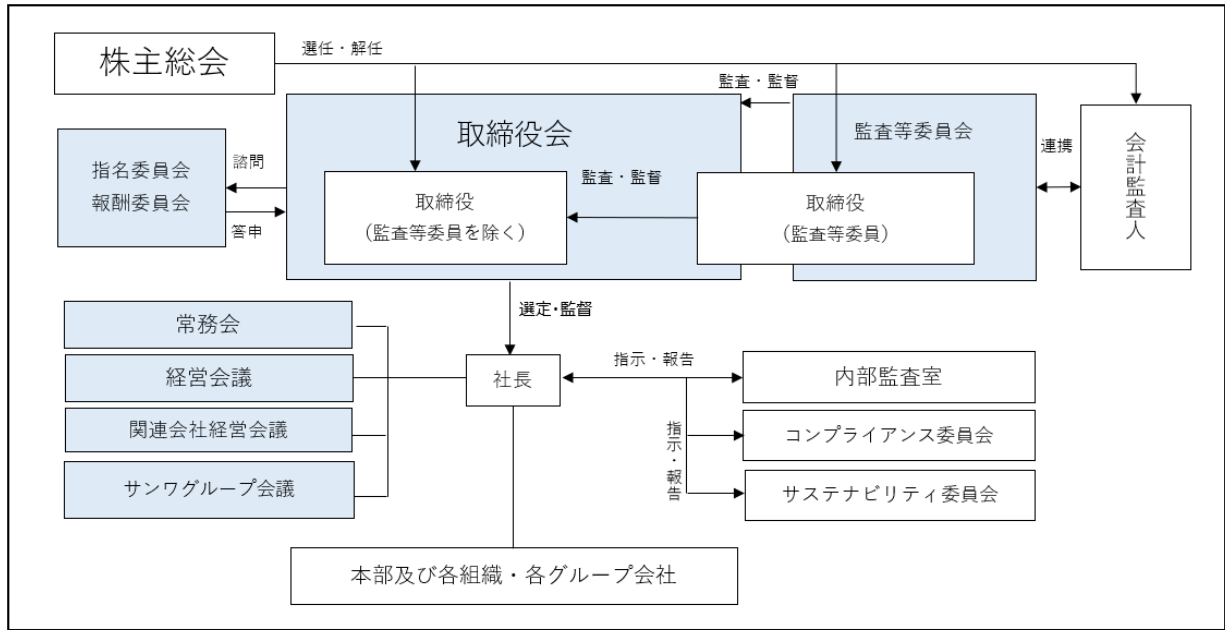 株主総会
選任・解任
監査・監督
取締役会
監査等委員会
指名委員会
報酬委員会
諮問
答申
取締役
(監査等委員を除く)
監査・監督
取締役
(監査等委員)
連携
会計監査人
選定・監督
常務会
経営会議
関連会社経営会議
サンワグループ会議
社長
指示・報告
内部監査室
指示・報告
コンプライアンス委員会
サステナビリティ委員会
本部及び各組織・各グループ会社